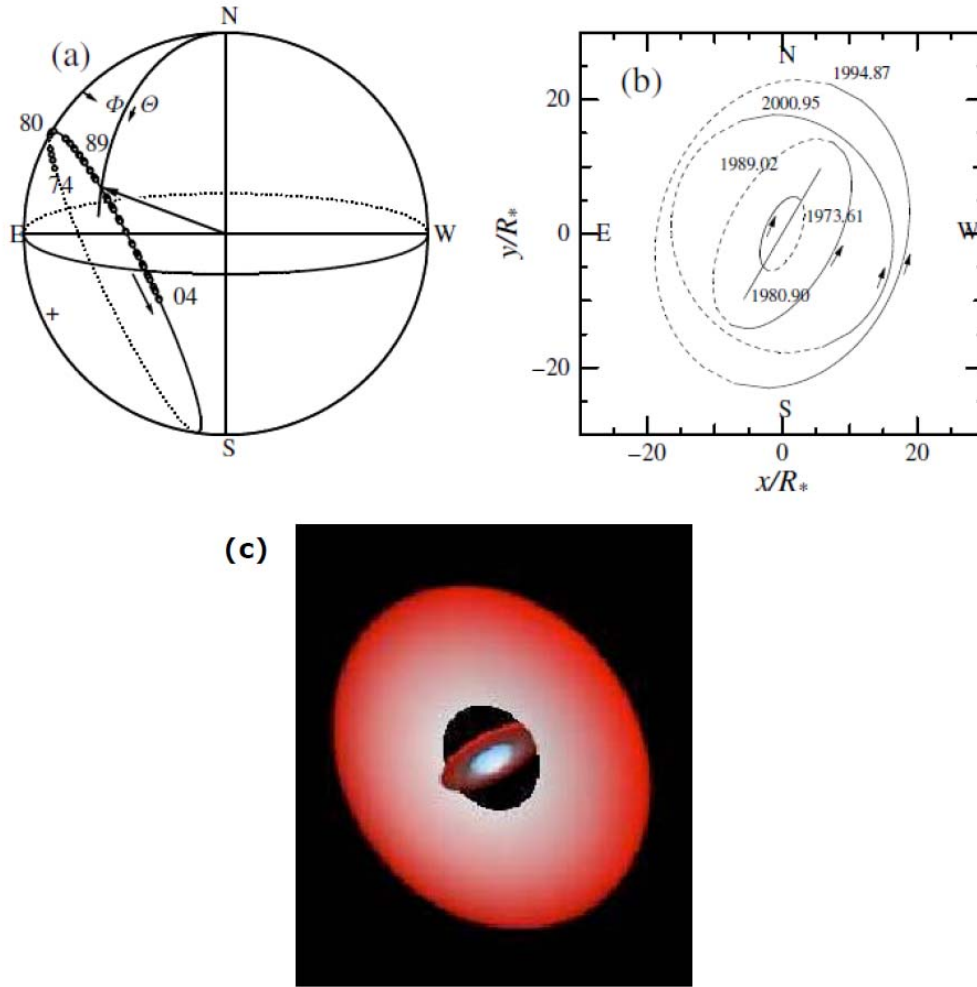 (a)
N
Φ Θ
80
89
74
E
W
04
+
S
(b)
N
1994.87
2000.95
1989.02
1973.61
1980.90
E
W
S
20
0
−20
y/R*
−20
0
20
x/R*
(c)